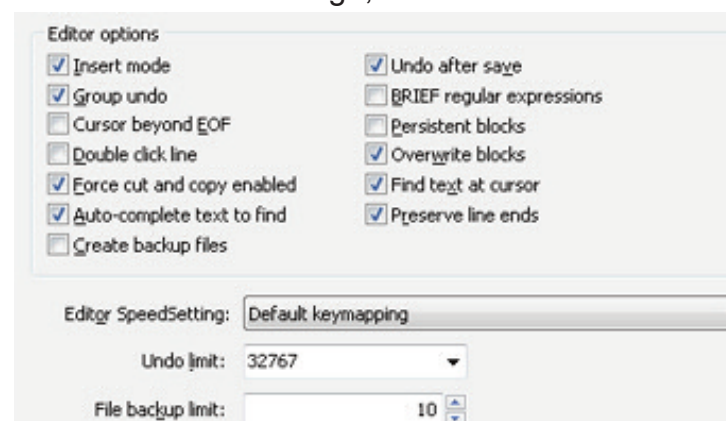 Editor options
Insert mode
Group undo
Cursor beyond EOF
Double click line
Force cut and copy enabled
Auto-complete text to find
Create backup files
Undo after save
BRIEF regular expressions
Persistent blocks
Overwrite blocks
Find text at cursor
Preserve line ends
Editor SpeedSetting: Default keymapping
Undo limit: 32767
File backup limit: 10